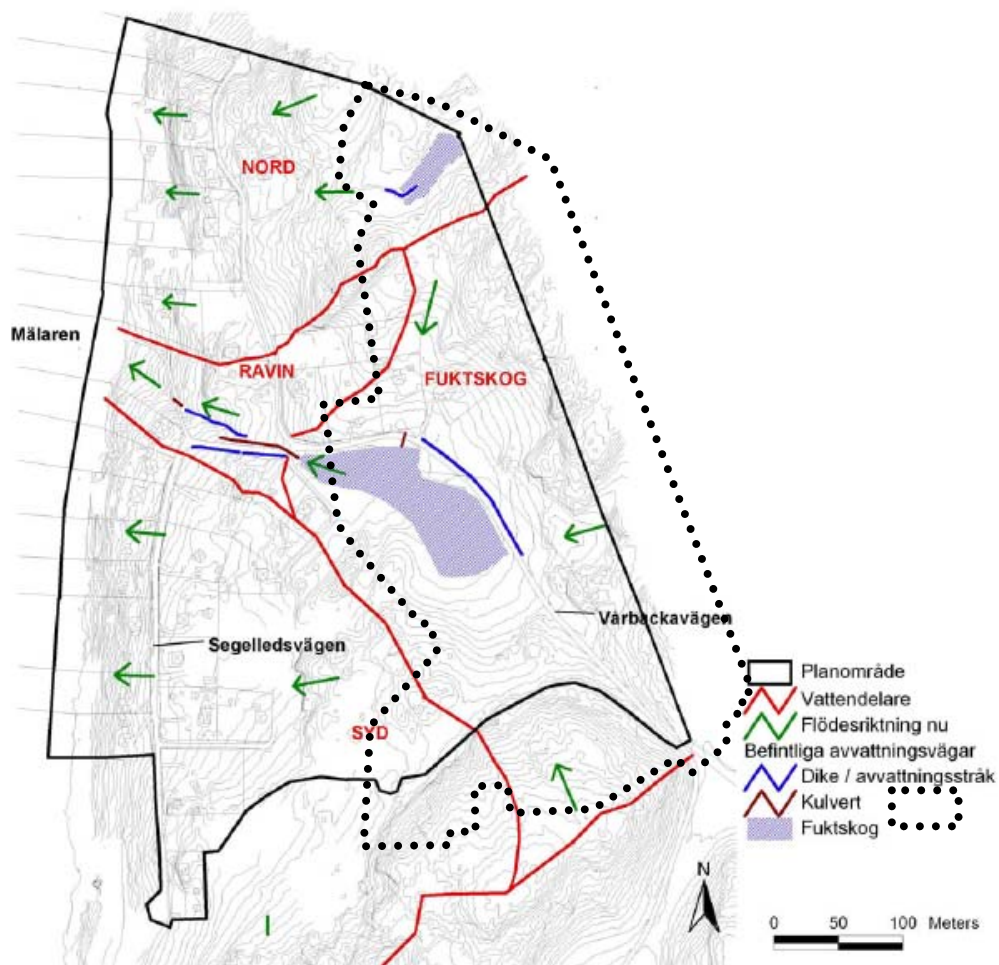 NORD
Mälaren
RAVIN
FUKTSKOG
Vårbackavägen
Segelledsvägen
SYD
Planområde
Vattendelare
Flödesriktning nu
Befintliga avvattningsvägar
Dike / avvattningsstråk
Kulvert
Fuktskog
N
0 50 100 Meters